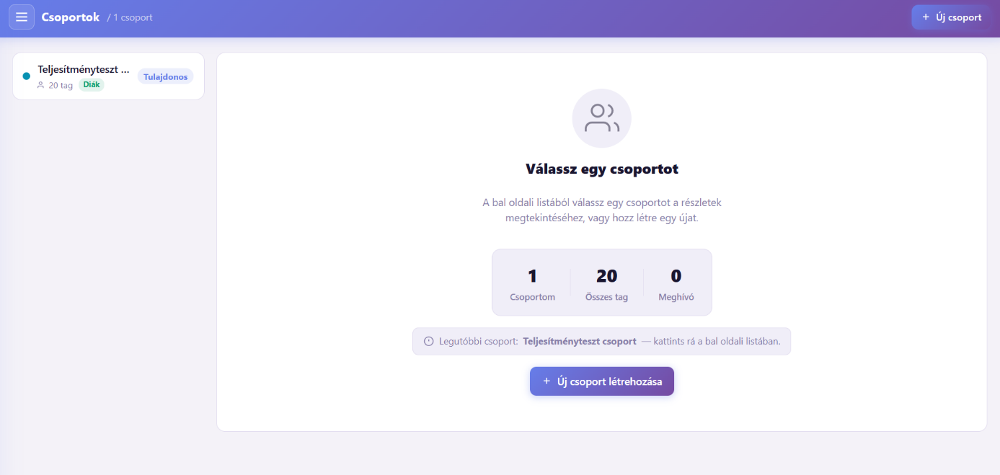 Csoportok / 1 csoport
+ Új csoport
Teljesítményteszt ...
20 tag Diák
Tulajdonos
Válassz egy csoportot
A bal oldali listából válassz egy csoportot a részletek
megtekintéséhez, vagy hozz létre egy újat.
1 20 0
Csoportom Összes tag Meghívó
Legutóbbi csoport: Teljesítményteszt csoport — kattints rá a bal oldali listában.
+ Új csoport létrehozása